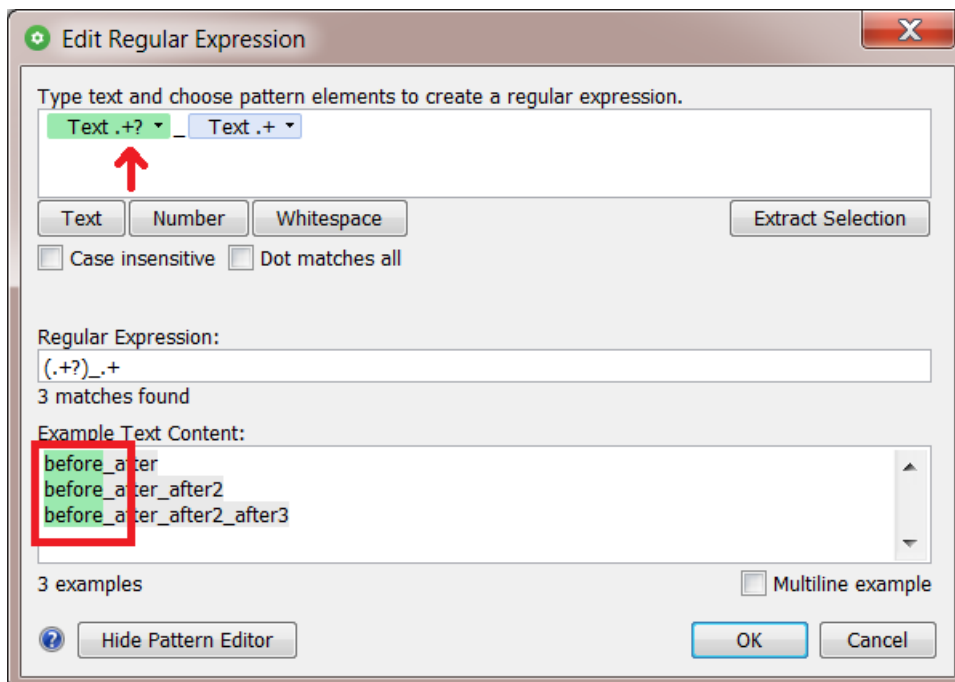 Edit Regular Expression X
Type text and choose pattern elements to create a regular expression.
Text .+? _ Text .+
Text Number Whitespace Extract Selection
Case insensitive Dot matches all
Regular Expression:
(.+?)_.+
3 matches found
Example Text Content:
before_after
before_after_after2
before_after_after2_after3
3 examples Multiline example
? Hide Pattern Editor OK Cancel